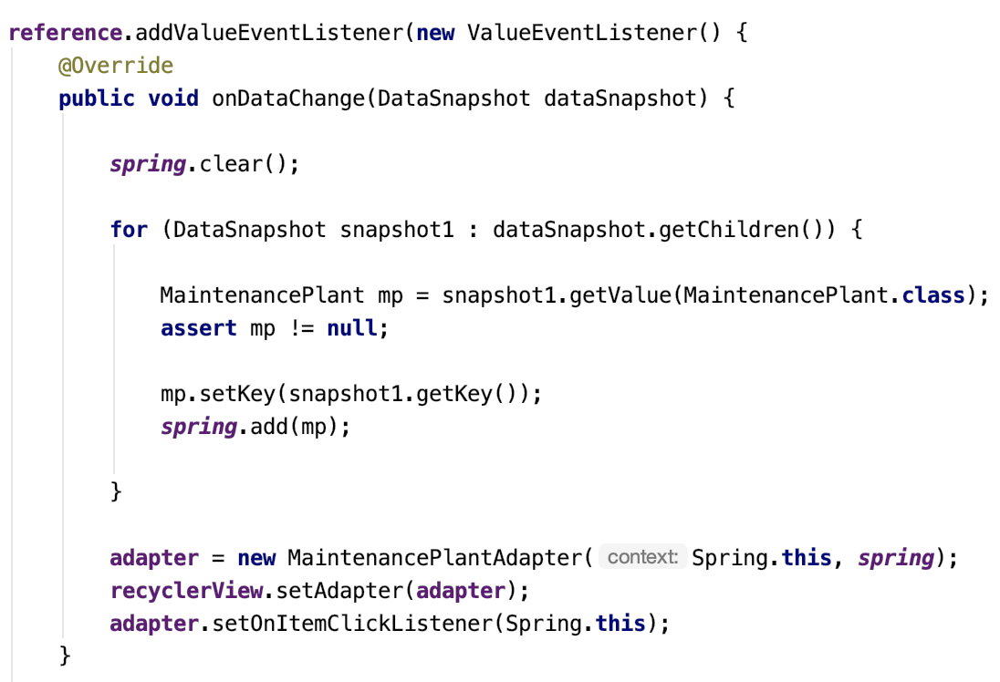 reference.addValueEventListener(new ValueEventListener() {
@Override
public void onDataChange(DataSnapshot dataSnapshot) {
spring.clear();
for (DataSnapshot snapshot1 : dataSnapshot.getChildren()) {
MaintenancePlant mp = snapshot1.getValue(MaintenancePlant.class);
assert mp != null;
mp.setKey(snapshot1.getKey());
spring.add(mp);
}
adapter = new MaintenancePlantAdapter( context: Spring.this, spring);
recyclerView.setAdapter(adapter);
adapter.setOnItemClickListener(Spring.this);
}